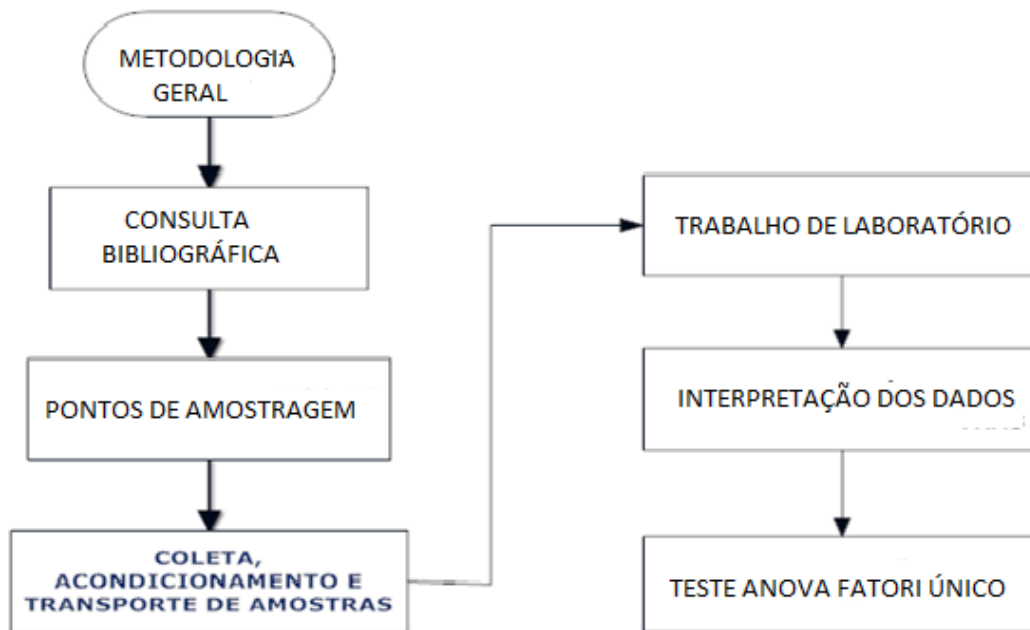 METODOLOGIA
GERAL
CONSULTA
BIBLIOGRÁFICA
PONTOS DE AMOSTRAGEM
COLETA,
ACONDICIONAMENTO E
TRANSPORTE DE AMOSTRAS
TRABALHO DE LABORATÓRIO
INTERPRETAÇÃO DOS DADOS
TESTE ANOVA FATORI ÚNICO